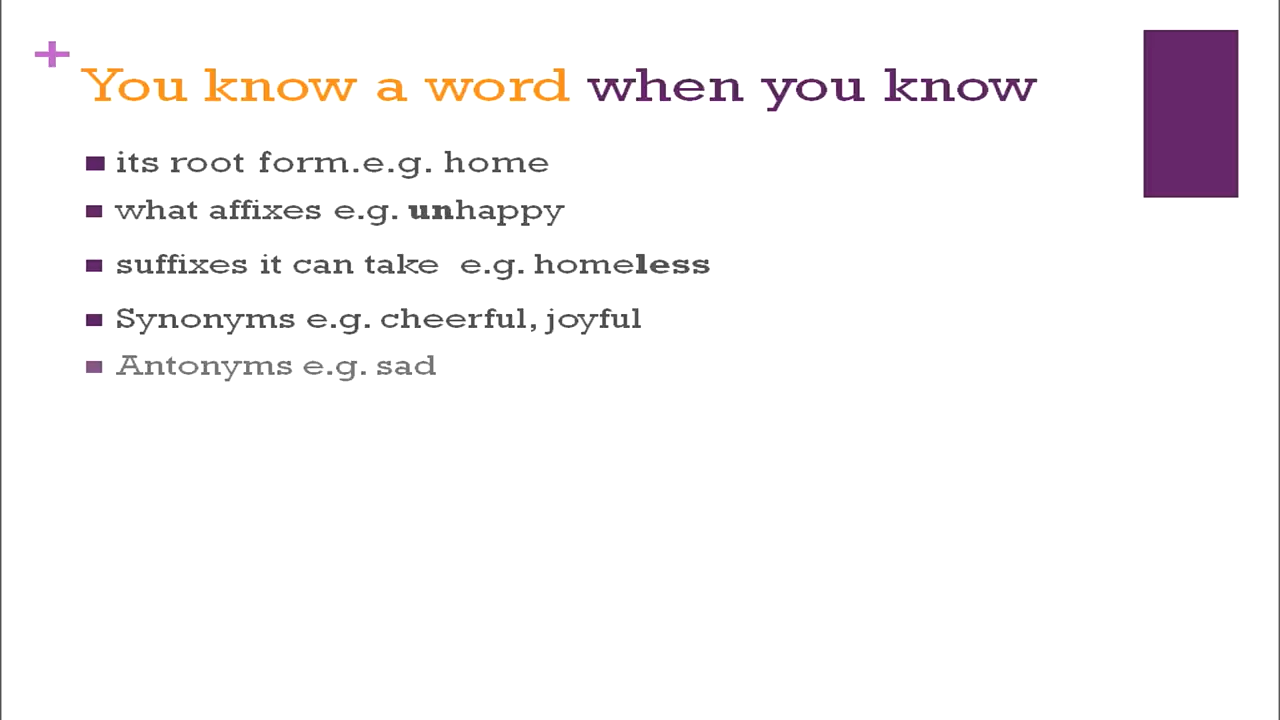 You know a word when you know
its root form.e.g. home
what affixes e.g. unhappy
suffixes it can take e.g. homeless
Synonyms e.g. cheerful, joyful
Antonyms e.g. sad